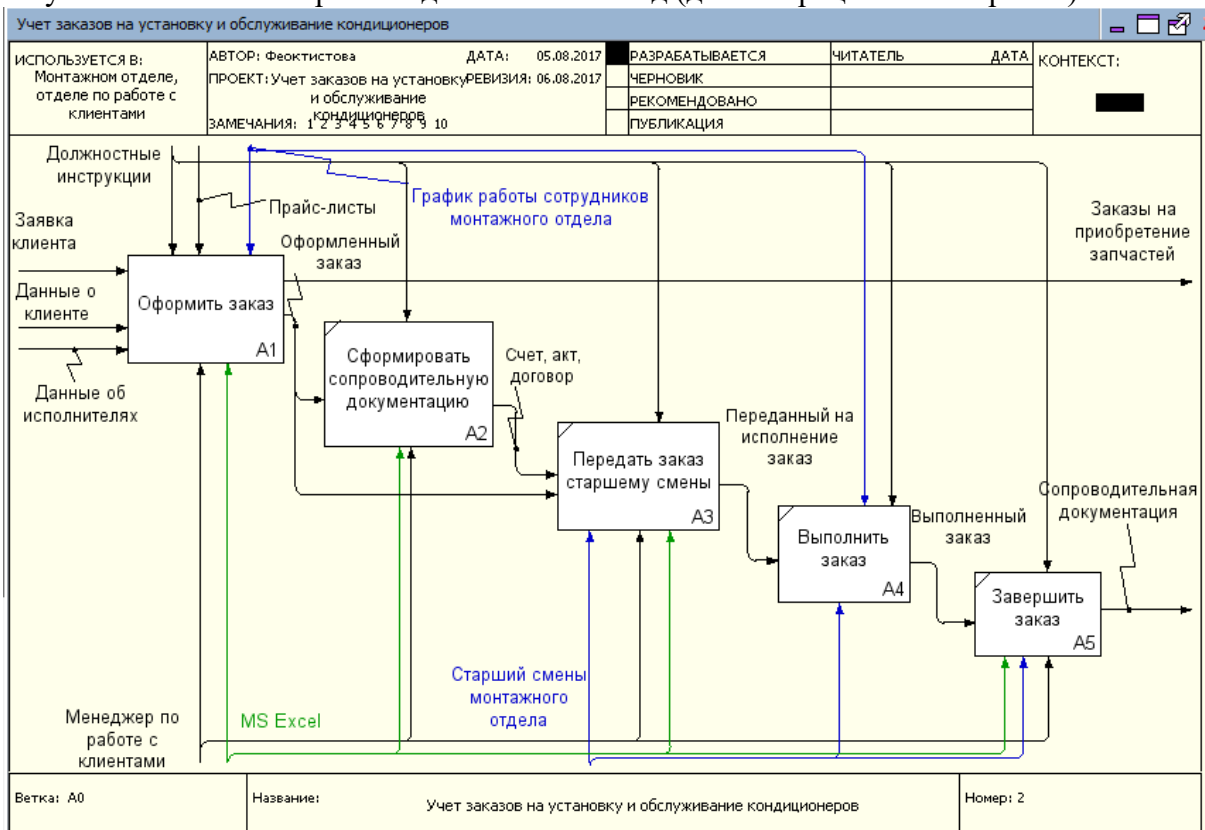 Учет заказов на установку и обслуживание кондиционеров
ИСПОЛЬЗУЕТСЯ В:
Монтажном отделе,
отделе по работе с
клиентами
АВТОР: Феоктистова
ДАТА: 05.08.2017
ПРОЕКТ: Учет заказов на установку
и обслуживание
кондиционеров
РЕВИЗИЯ: 06.08.2017
ЗАМЕЧАНИЯ: 1 2 3 4 5 6 7 8 9 10
РАЗРАБАТЫВАЕТСЯ
ЧЕРНОВИК
РЕКОМЕНДОВАНО
ПУБЛИКАЦИЯ
ЧИТАТЕЛЬ
ДАТА
КОНТЕКСТ:
Должностные
инструкции
Прайс-листы
График работы сотрудников
монтажного отдела
Заявка
клиента
Оформленный
заказ
Заказы на
приобретение
запчастей
Данные о
клиенте
Оформить заказ
A1
Данные об
исполнителях
Сформировать
сопроводительную
документацию
A2
Счет, акт,
договор
Передать заказ
старшему смены
A3
Переданный на
исполнение
заказ
Выполнить
заказ
A4
Выполненный
заказ
Сопроводительная
документация
Завершить
заказ
A5
Старший смены
монтажного
отдела
Менеджер по
работе с
клиентами
MS Excel
Ветка: A0
Название:
Учет заказов на установку и обслуживание кондиционеров
Номер: 2